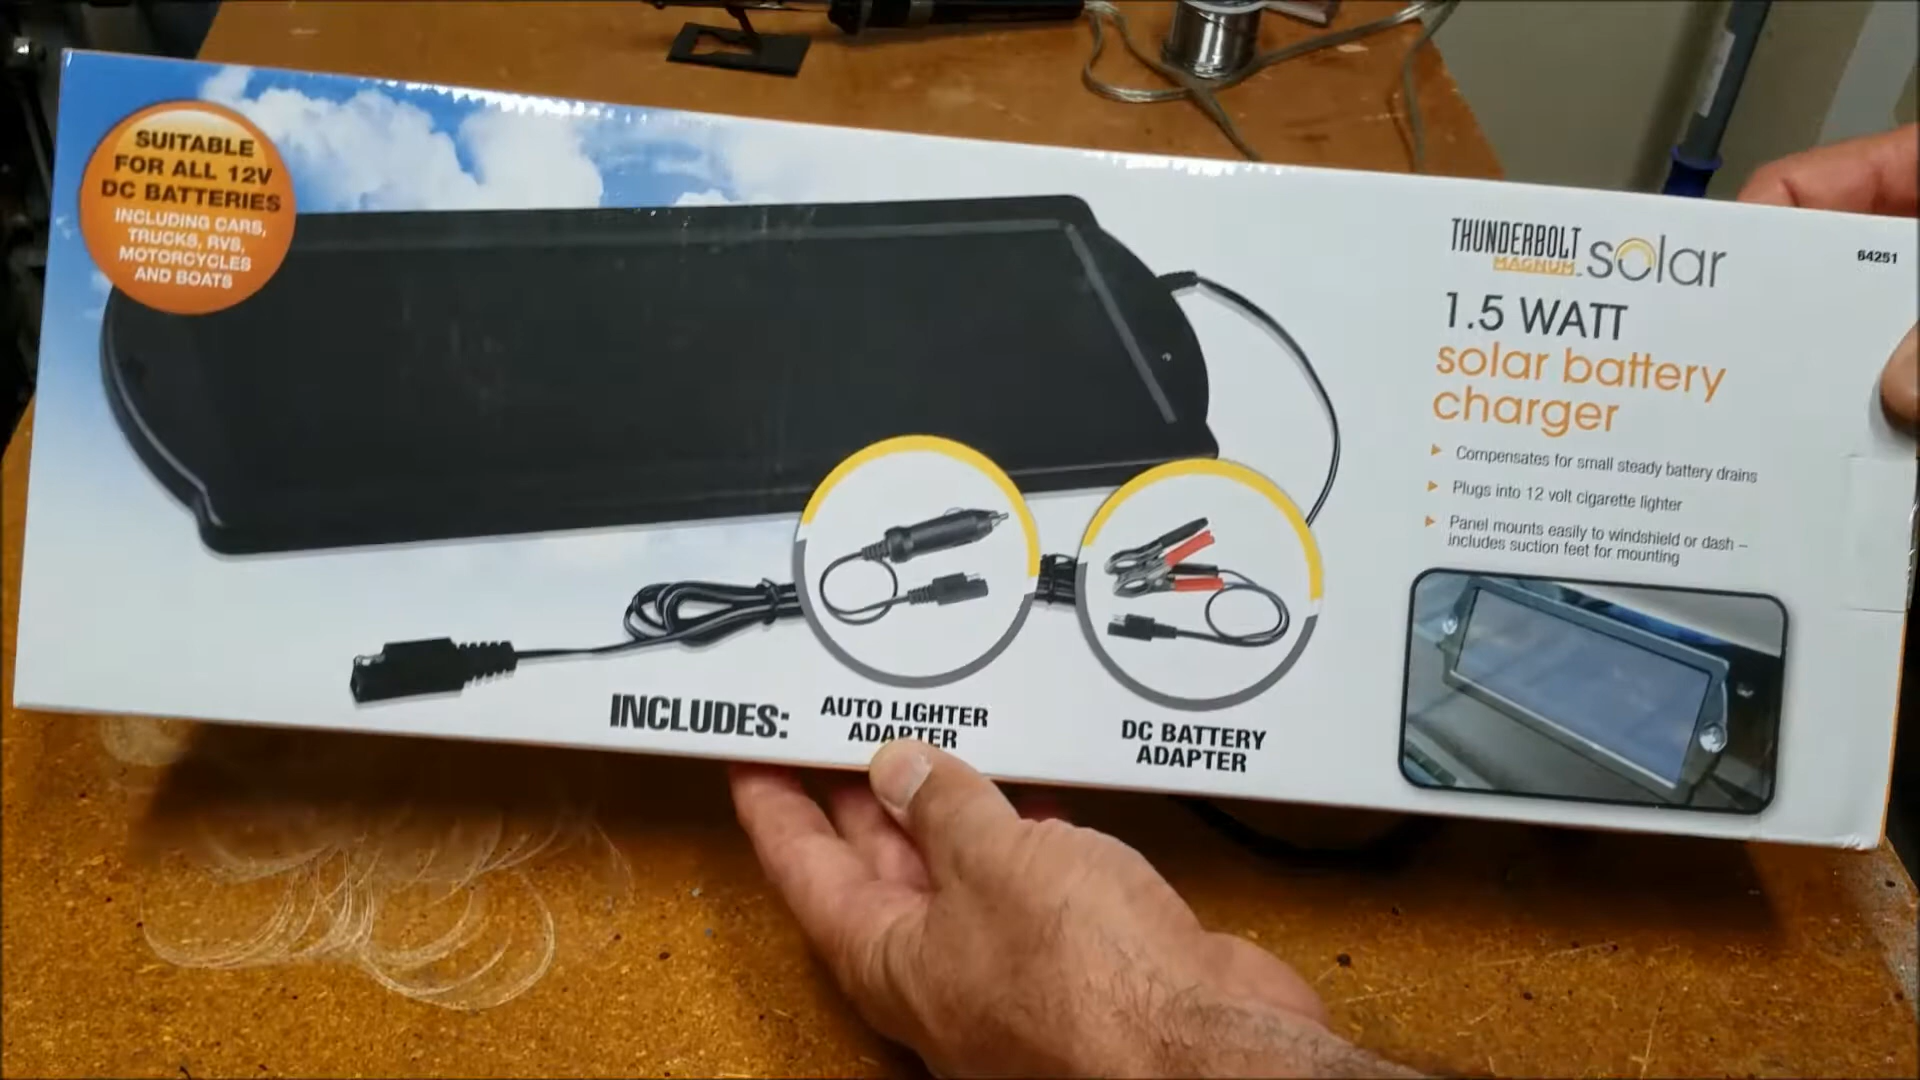 SUITABLE
FOR ALL 12V
DC BATTERIES
INCLUDING CARS,
TRUCKS, RVS,
MOTORCYCLES
AND BOATS
THUNDERBOLT
MAGNUM
solar
64251
1.5 WATT
solar battery
charger
Compensates for small steady battery drains
Plugs into 12 volt cigarette lighter
Panel mounts easily to windshield or dash –
includes suction feet for mounting
INCLUDES:
AUTO LIGHTER
ADAPTER
DC BATTERY
ADAPTER